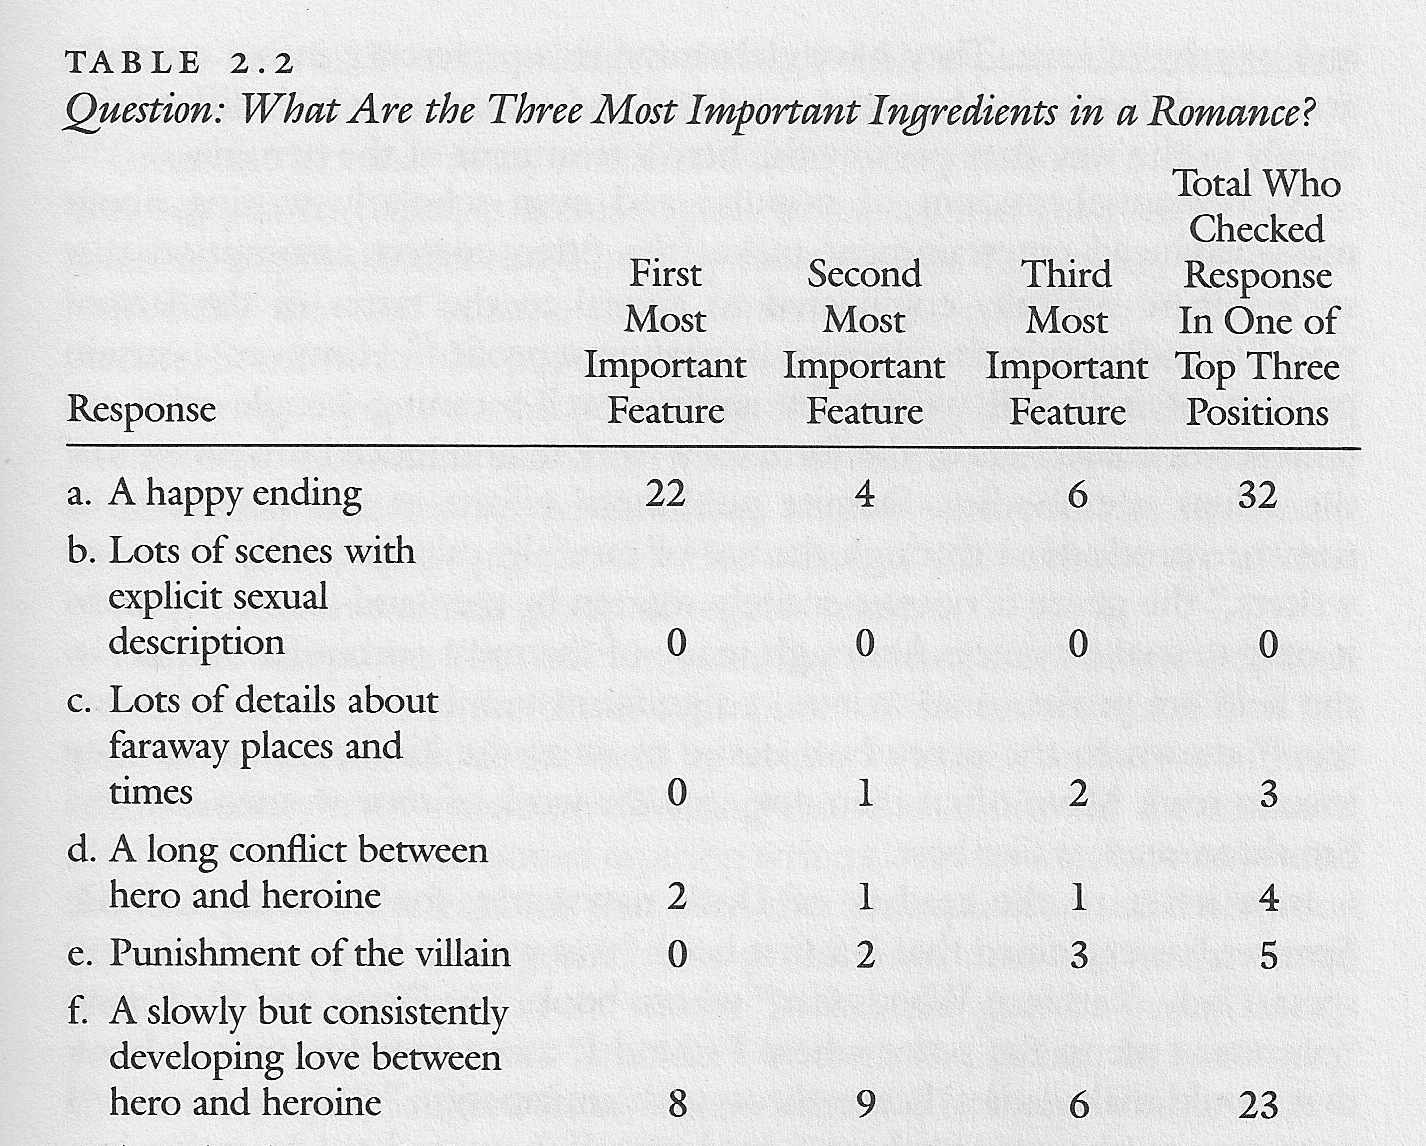 TABLE 2.2
Question: What Are the Three Most Important Ingredients in a Romance?
Total Who
Checked
First Second Third Response
Most Most Most In One of
Important Important Important Top Three
Response Feature Feature Feature Positions
a. A happy ending 22 4 6 32
b. Lots of scenes with
explicit sexual
description 0 0 0 0
c. Lots of details about
faraway places and
times 0 1 2 3
d. A long conflict between
hero and heroine 2 1 1 4
e. Punishment of the villain 0 2 3 5
f. A slowly but consistently
developing love between
hero and heroine 8 9 6 23